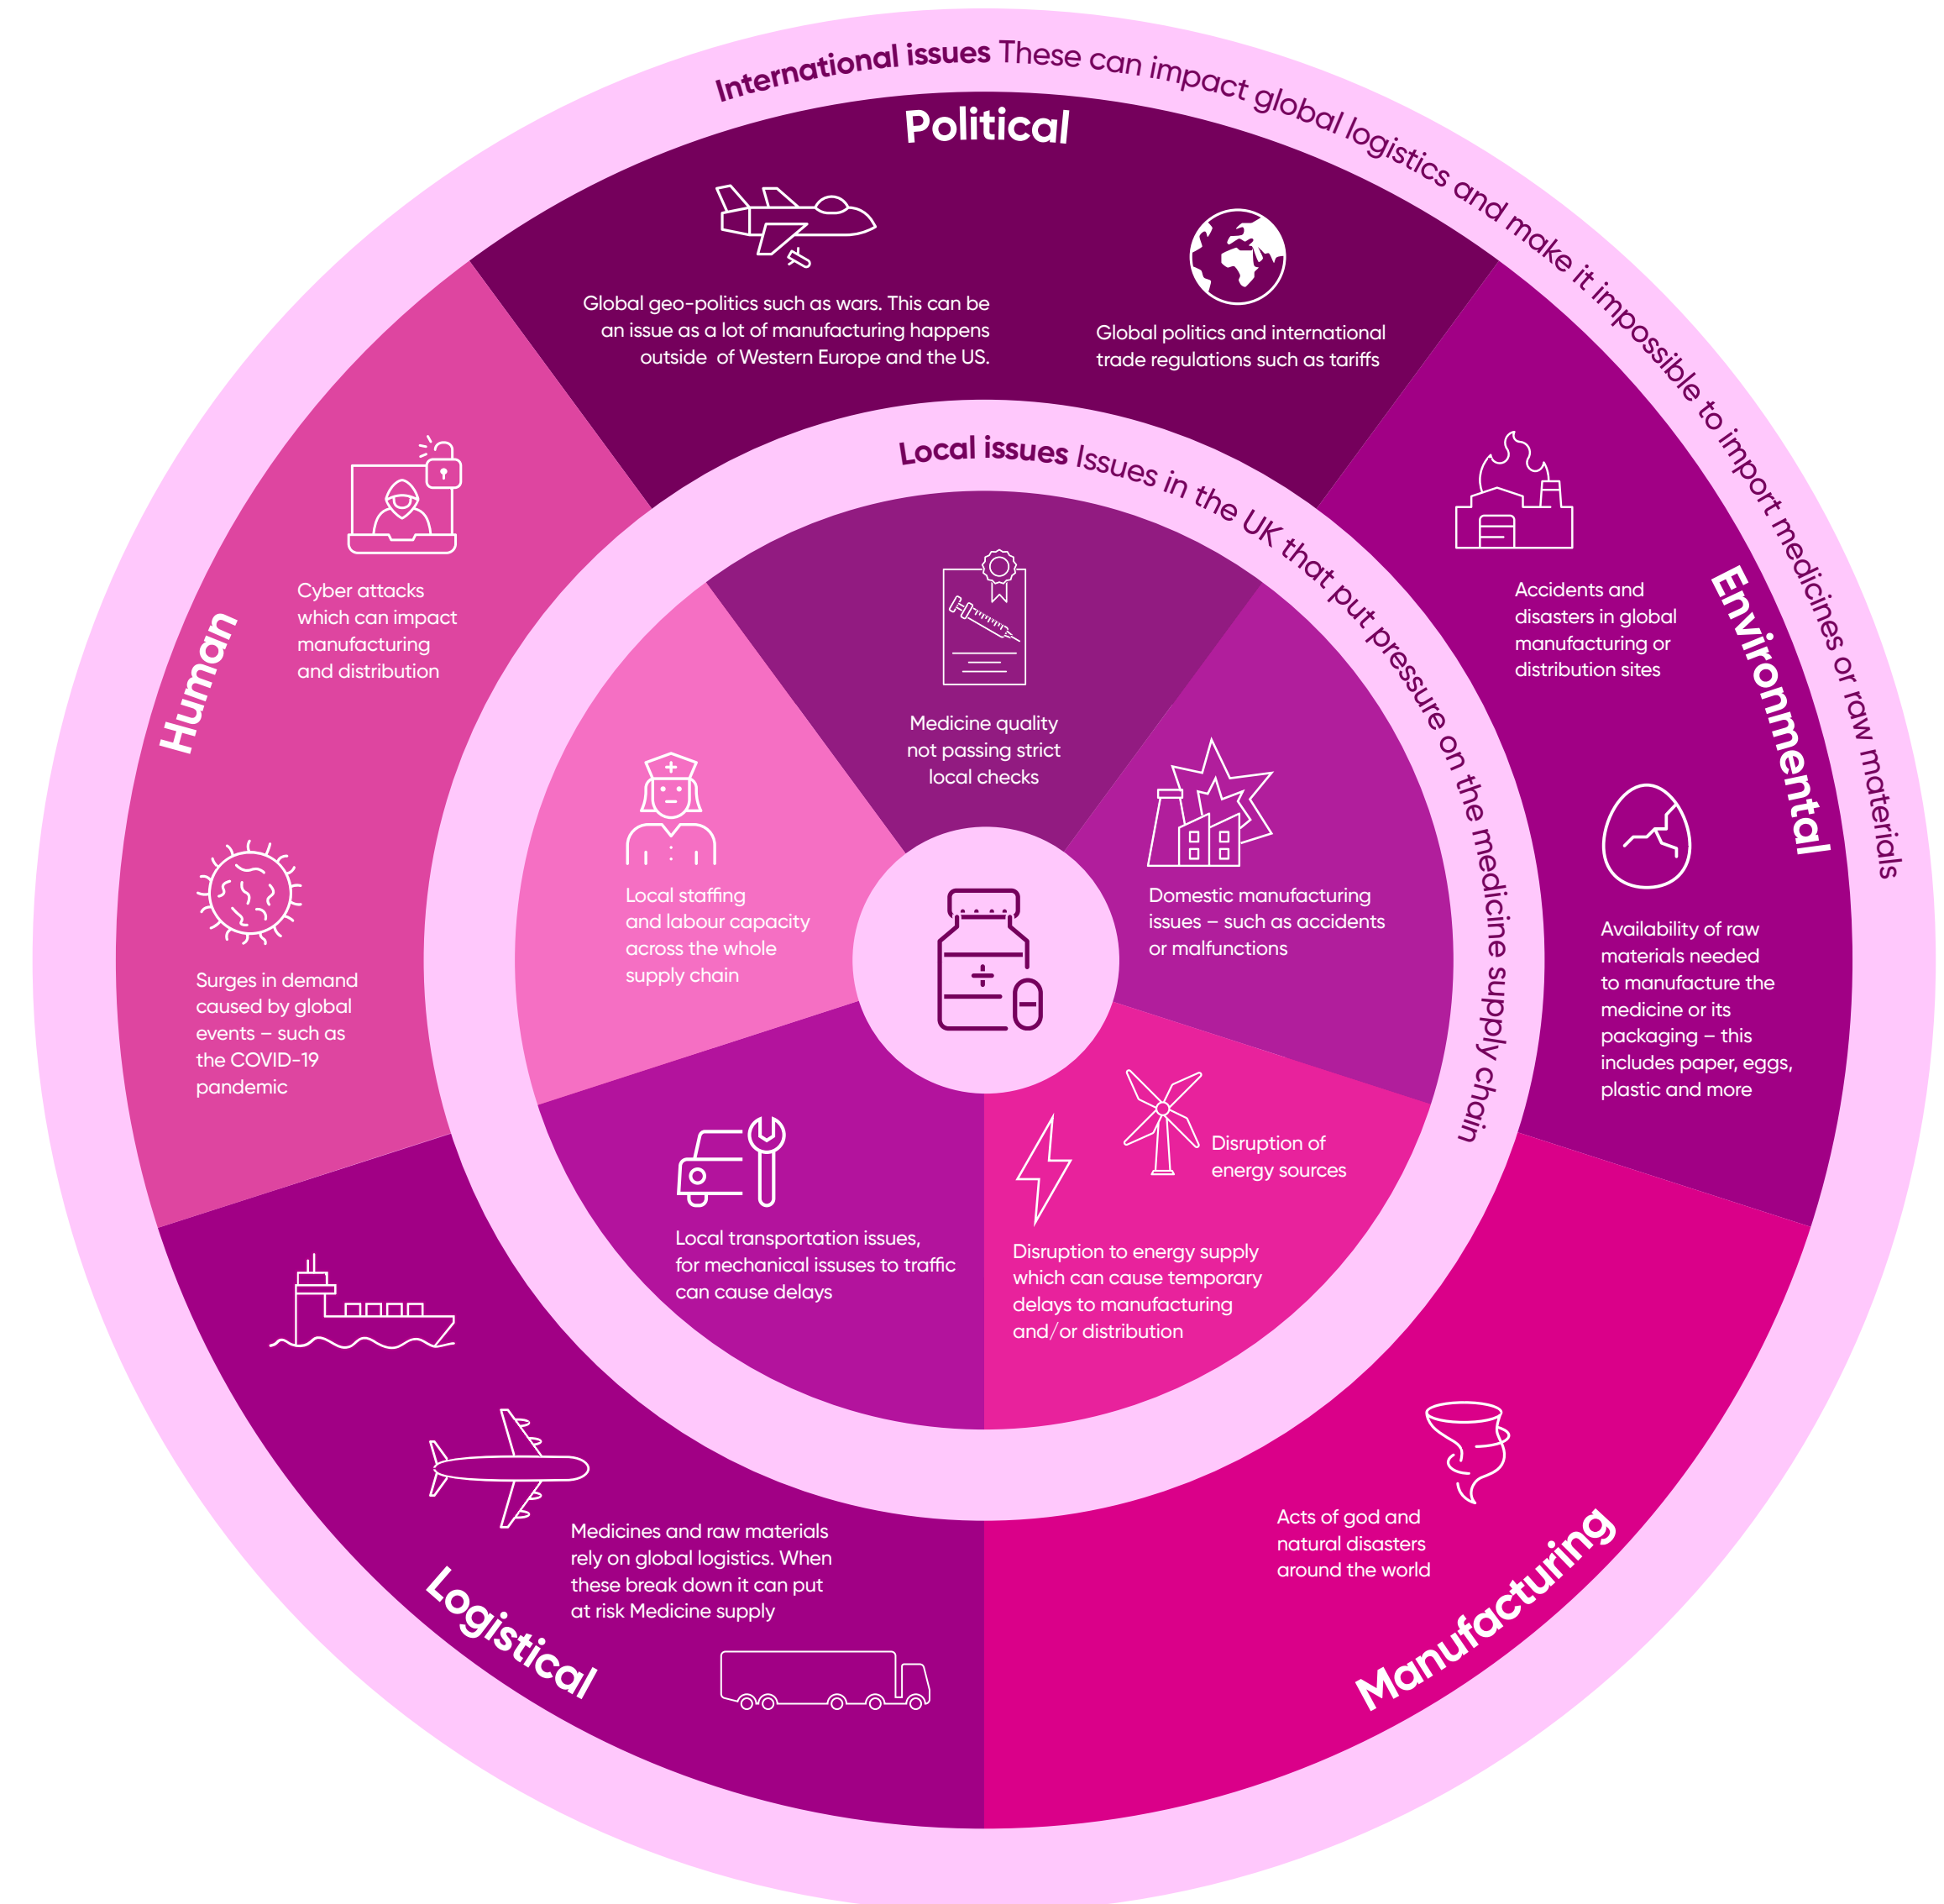 International issues These can impact global logistics and make it impossible to import medicines or raw materials
Political
Global geo-politics such as wars. This can be
an issue as a lot of manufacturing happens
outside  of Western Europe and the US.
Global politics and international
trade regulations such as tariffs
Environmental
Accidents and
disasters in global
manufacturing or
distribution sites
Availability of raw
materials needed
to manufacture the
medicine or its
packaging – this
includes paper, eggs,
plastic and more
Manufacturing
Acts of god and
natural disasters
around the world
Logistical
Medicines and raw materials
rely on global logistics. When
these break down it can put
at risk Medicine supply
Human
Cyber attacks
which can impact
manufacturing
and distribution
Surges in demand
caused by global
events – such as
the COVID-19
pandemic
Local issues Issues in the UK that put pressure on the medicine supply chain
Medicine quality
not passing strict
local checks
Domestic manufacturing
issues – such as accidents
or malfunctions
Disruption of
energy sources
Disruption to energy supply
which can cause temporary
delays to manufacturing
and/or distribution
Local transportation issues,
for mechanical issuses to traffic
can cause delays
Local staffing
and labour capacity
across the whole
supply chain